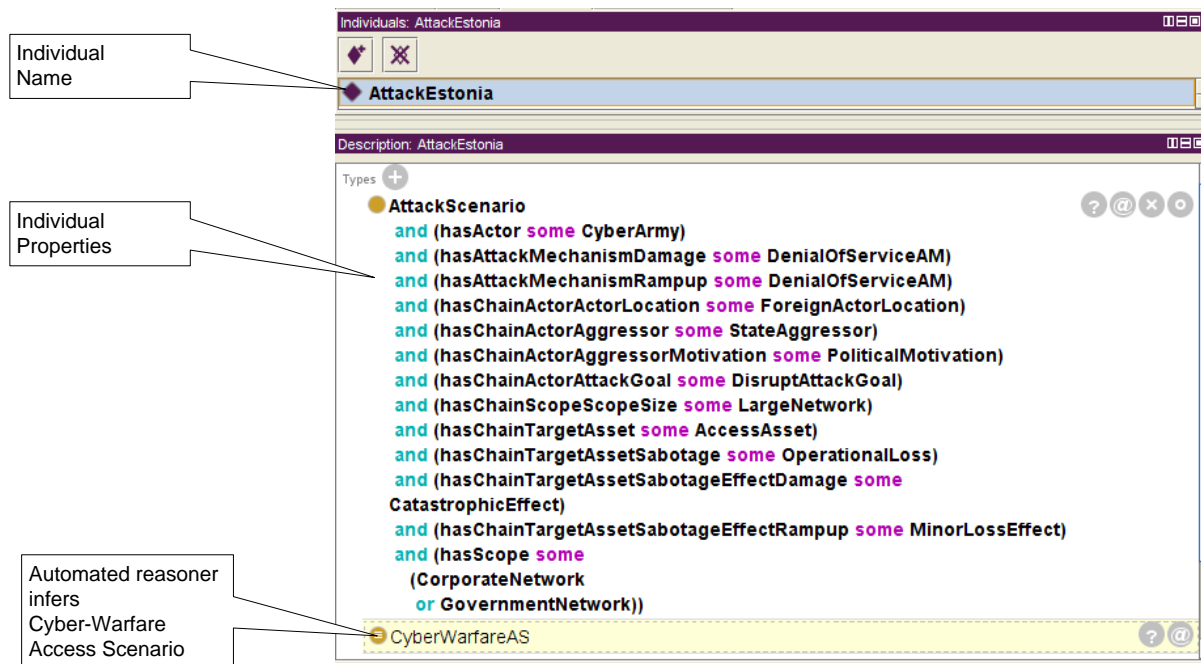 Individuals: AttackEstonia
Individual
Name
AttackEstonia
Description: AttackEstonia
Types
Individual
Properties
AttackScenario
and (hasActor some CyberArmy)
and (hasAttackMechanismDamage some DenialOfServiceAM)
and (hasAttackMechanismRampup some DenialOfServiceAM)
and (hasChainActorActorLocation some ForeignActorLocation)
and (hasChainActorAggressor some StateAggressor)
and (hasChainActorAggressorMotivation some PoliticalMotivation)
and (hasChainActorAttackGoal some DisruptAttackGoal)
and (hasChainScopeScopeSize some LargeNetwork)
and (hasChainTargetAsset some AccessAsset)
and (hasChainTargetAssetSabotage some OperationalLoss)
and (hasChainTargetAssetSabotageEffectDamage some
CatastrophicEffect)
and (hasChainTargetAssetSabotageEffectRampup some MinorLossEffect)
and (hasScope some
(CorporateNetwork
or GovernmentNetwork))
Automated reasoner
infers
Cyber-Warfare
Access Scenario
CyberWarfareAS